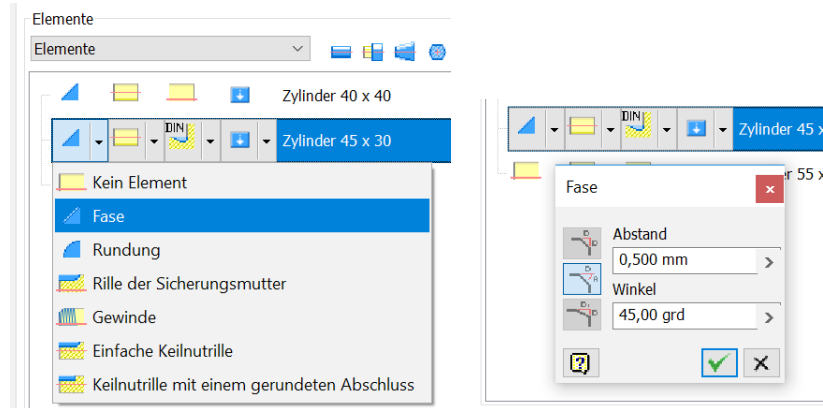 Elemente
Elemente
Zylinder 40 x 40
DIN
Zylinder 45 x 30
Kein Element
Fase
Rundung
Rille der Sicherungsmutter
Gewinde
Einfache Keilnutrille
Keilnutrille mit einem gerundeten Abschluss
DIN
Zylinder 45 x
r 55 x
Fase
x
Abstand
0,500 mm
Winkel
45,00 grd